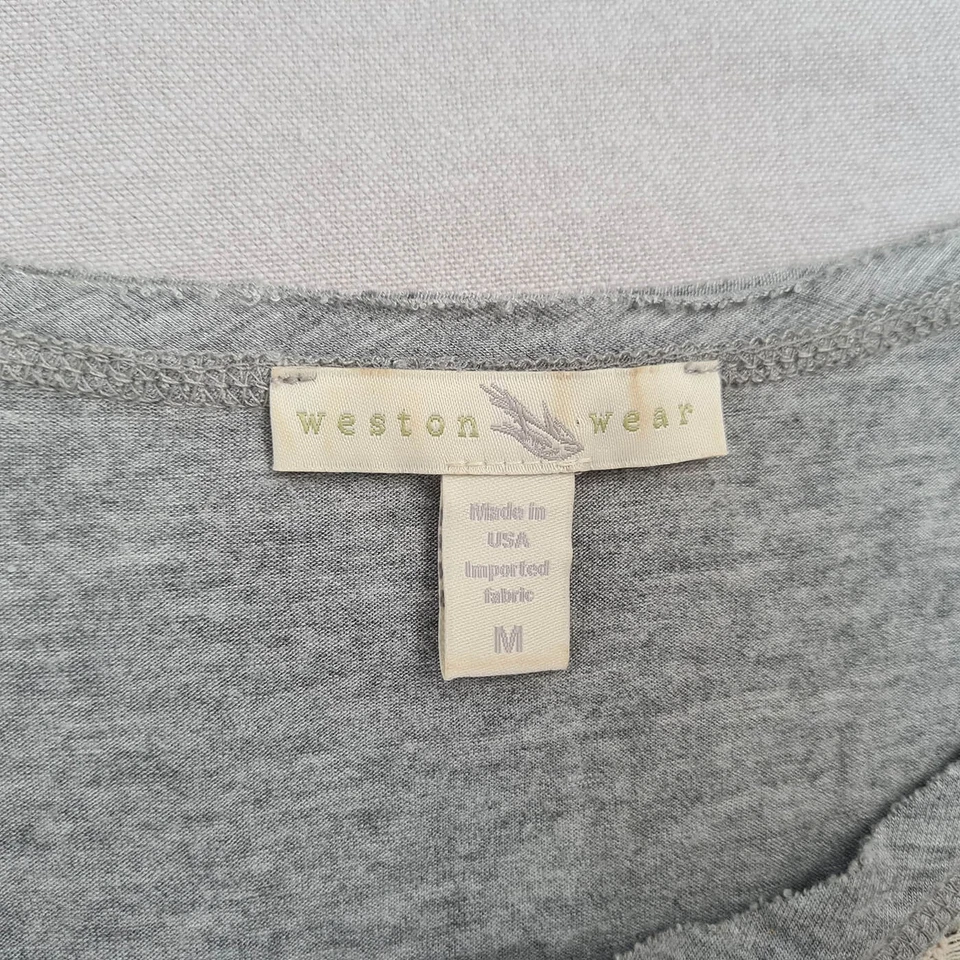 weston wear
Made in
USA
Imported
fabric
M